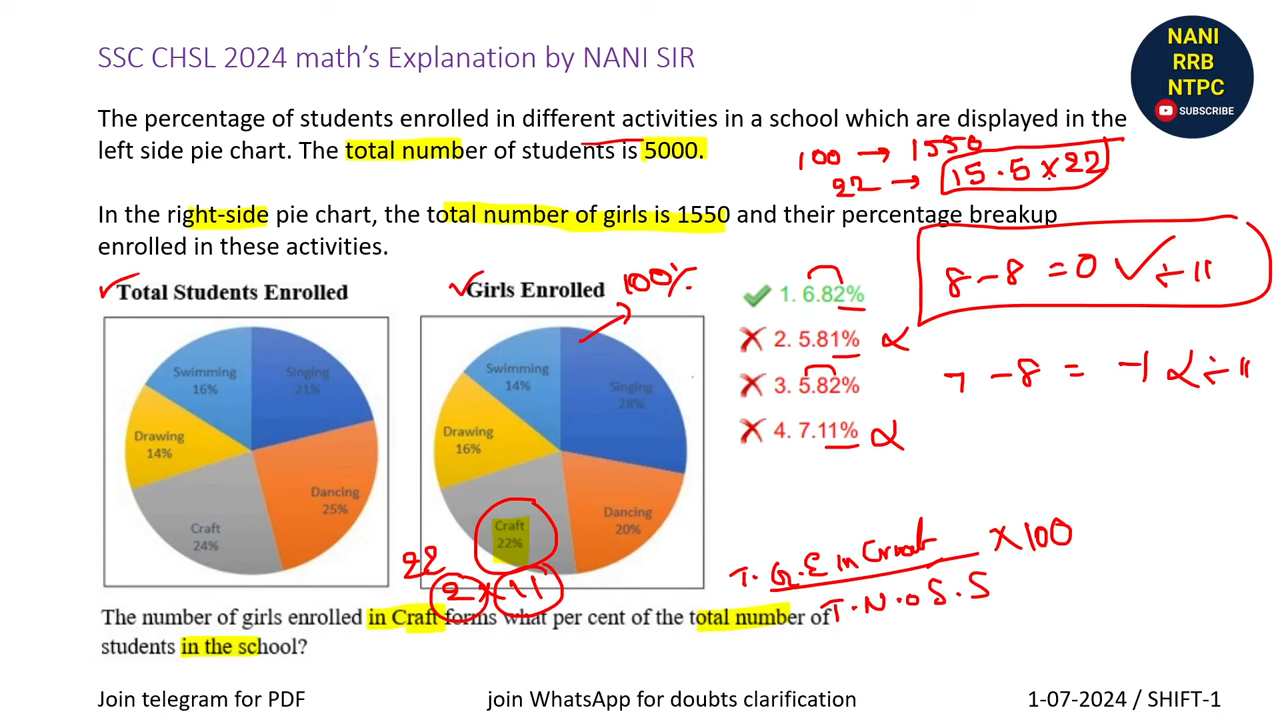 SSC CHSL 2024 math’s Explanation by NANI SIR
NANI
RRB
NTPC
SUBSCRIBE
The percentage of students enrolled in different activities in a school which are displayed in the
left side pie chart. The total number of students is 5000.
100 → 1550
22 → 15.5×22
In the right-side pie chart, the total number of girls is 1550 and their percentage breakup
enrolled in these activities.
8-8=0 ✓÷11
7-8 = -1 α÷11
100%
Total Students Enrolled
Swimming
16%
Singing
21%
Drawing
14%
Dancing
25%
Craft
24%
Girls Enrolled
Swimming
14%
Singing
28%
Drawing
16%
Dancing
20%
Craft
22%
22
2×11
1. 6.82%
2. 5.81% α
3. 5.82%
4. 7.11% α
T.G.E in Craft ×100
T.N.O S.S
The number of girls enrolled in Craft forms what per cent of the total number of
students in the school?
Join telegram for PDF
join WhatsApp for doubts clarification
1-07-2024 / SHIFT-1